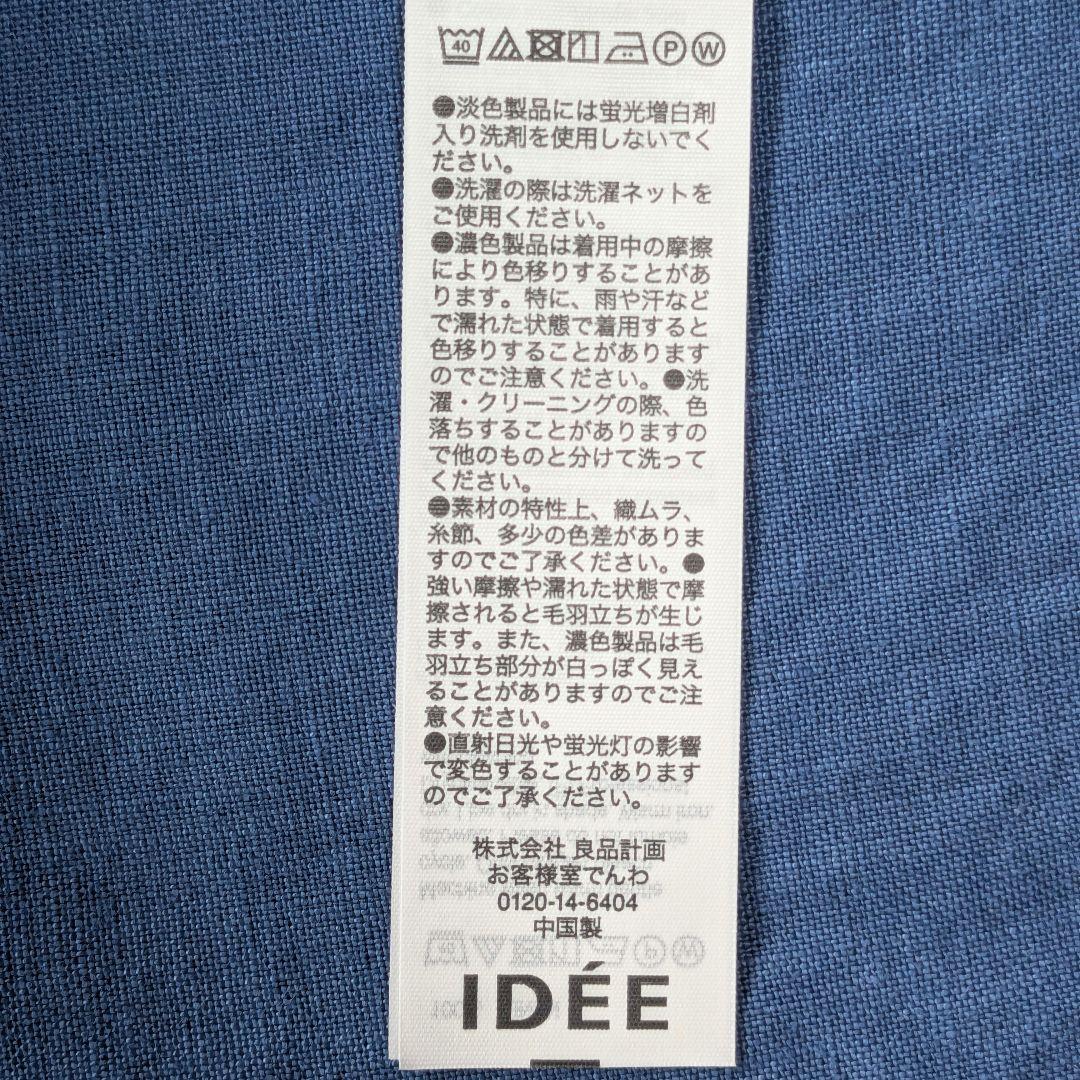 40 P W
●淡色製品には蛍光増白剤
入り洗剤を使用しないでく
ださい。
●洗濯の際は洗濯ネットを
ご使用ください。
●濃色製品は着用中の摩擦
により色移りすることがあ
ります。特に、雨や汗など
で濡れた状態で着用すると
色移りすることがあります
のでご注意ください。●洗
濯・クリーニングの際、色
落ちすることがありますの
で他のものと分けて洗って
ください。
●素材の特性上、織ムラ、
糸節、多少の色差がありま
すのでご了承ください。●
強い摩擦や濡れた状態で摩
擦されると毛羽立ちが生じ
ます。また、濃色製品は毛
羽立ち部分が白っぽく見え
ることがありますのでご注
意ください。
●直射日光や蛍光灯の影響
で変色することがあります
のでご了承ください。
株式会社 良品計画
お客様室でんわ
0120-14-6404
中国製
IDÉE